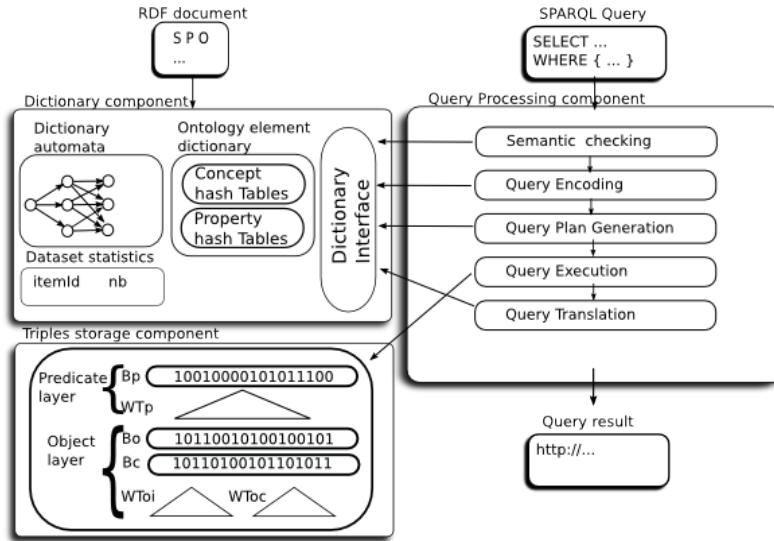 RDF document
S P O
...
SPARQL Query
SELECT ...
WHERE { ... }
Dictionary component
Dictionary
automata
Ontology element
dictionary
Concept
hash Tables
Property
hash Tables
Dictionary
Interface
Dataset statistics
itemId nb
Query Processing component
Semantic checking
Query Encoding
Query Plan Generation
Query Execution
Query Translation
Triples storage component
Predicate
layer
Bp
10010000101011100
WTp
Object
layer
Bo
10110010100100101
Bc
10110100101101011
WToi
WToc
Query result
http://...